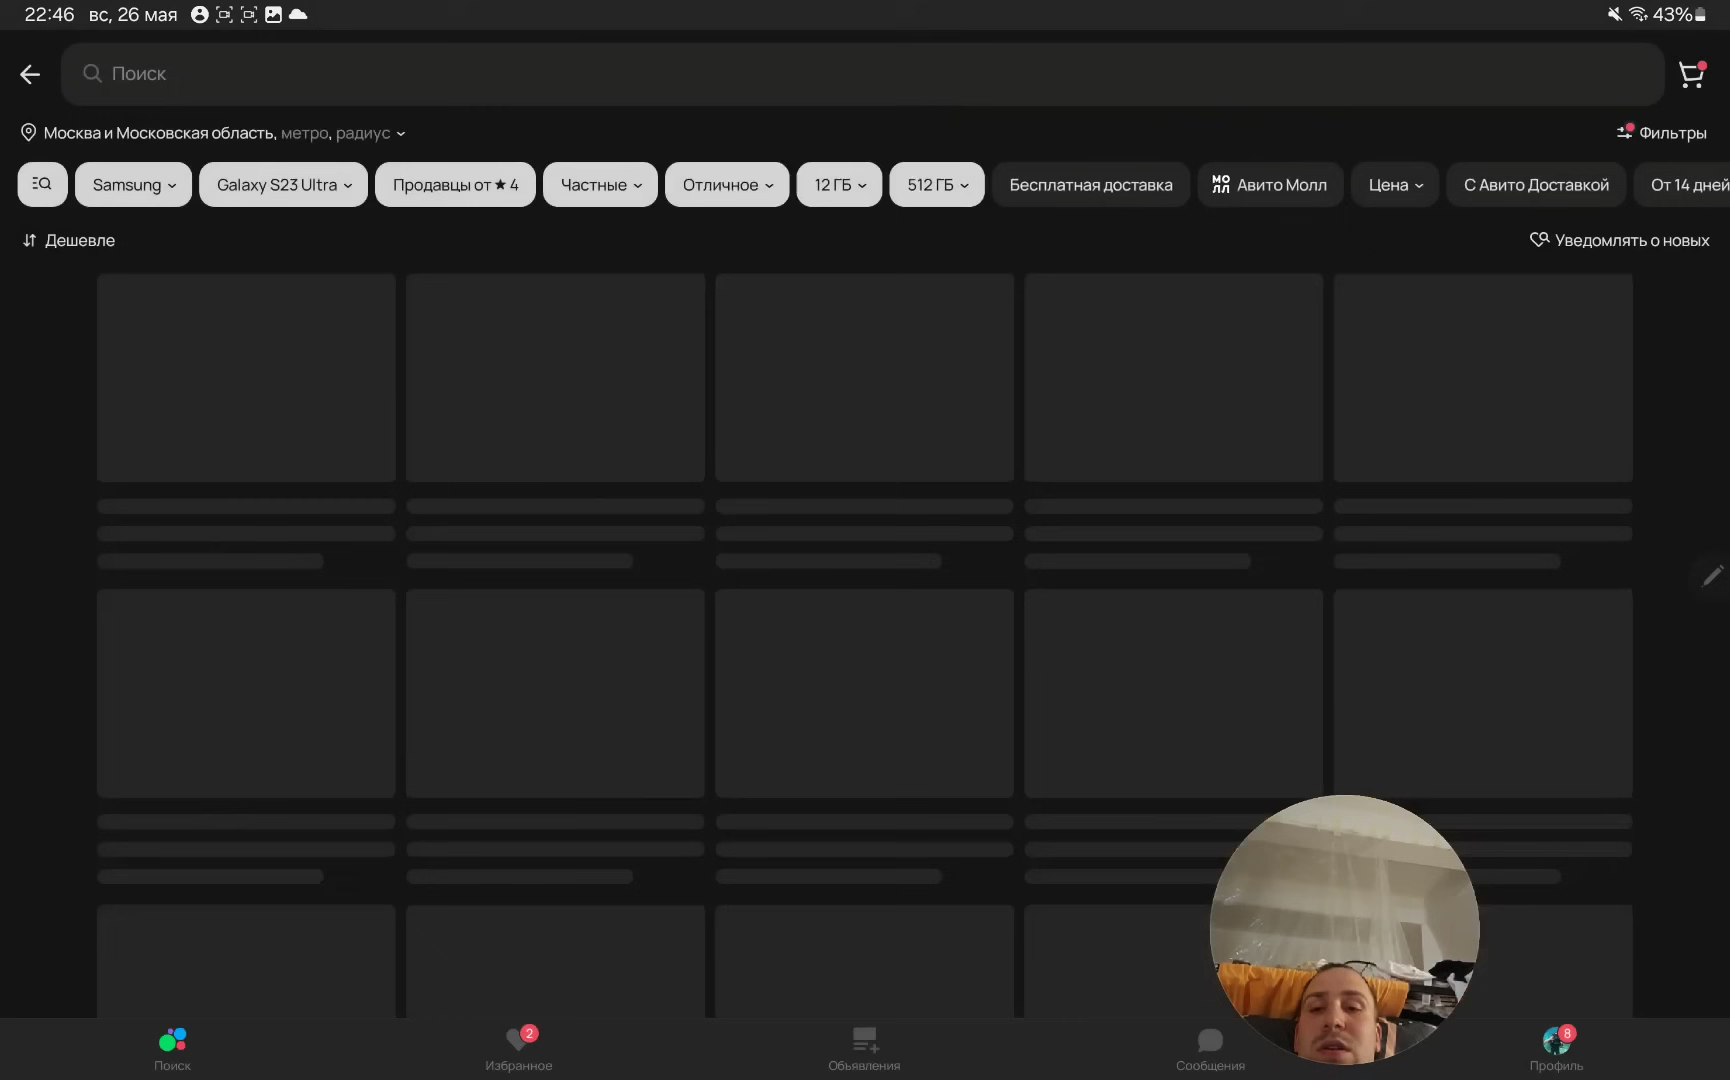 22:46 вс, 26 мая
43%
Поиск
Москва и Московская область, метро, радиус
Фильтры
Samsung
Galaxy S23 Ultra
Продавцы от ★ 4
Частные
Отличное
12 ГБ
512 ГБ
Бесплатная доставка
МО ЛЛ Авито Молл
Цена
С Авито Доставкой
От 14 дней
Дешевле
Уведомлять о новых
2
8
Поиск
Избранное
Объявления
Сообщения
Профиль